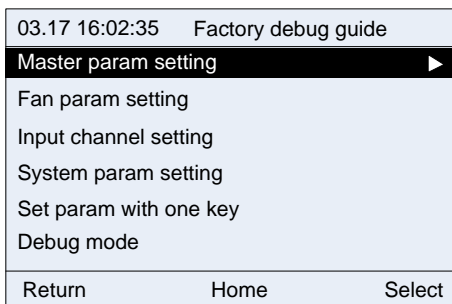 03.17 16:02:35 Factory debug guide
Master param setting
Fan param setting
Input channel setting
System param setting
Set param with one key
Debug mode
Return Home Select